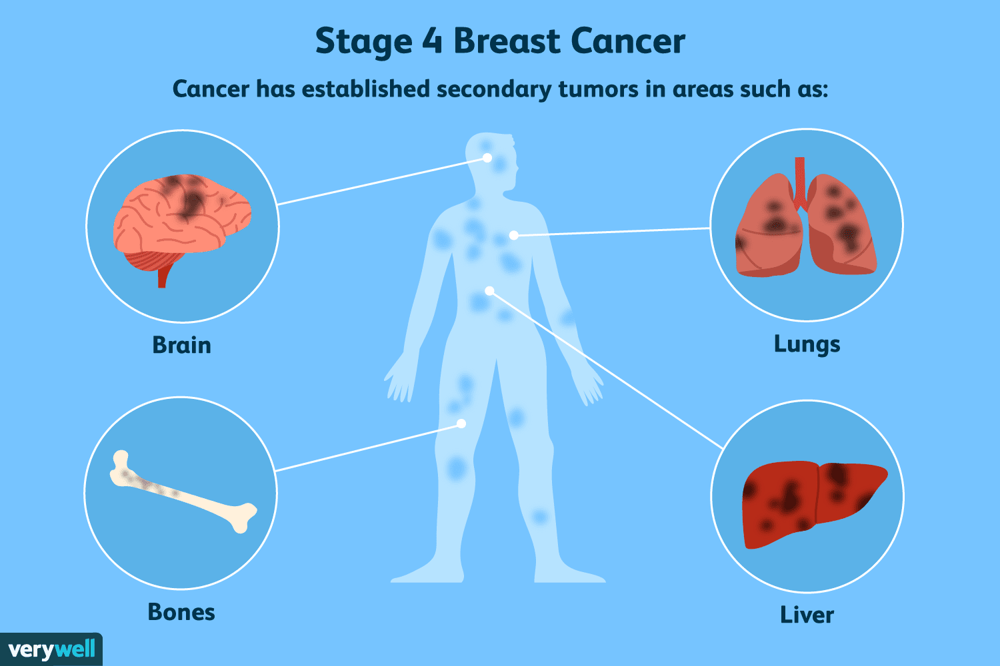 Stage 4 Breast Cancer
Cancer has established secondary tumors in areas such as:
Brain
Lungs
Bones
Liver
verywell